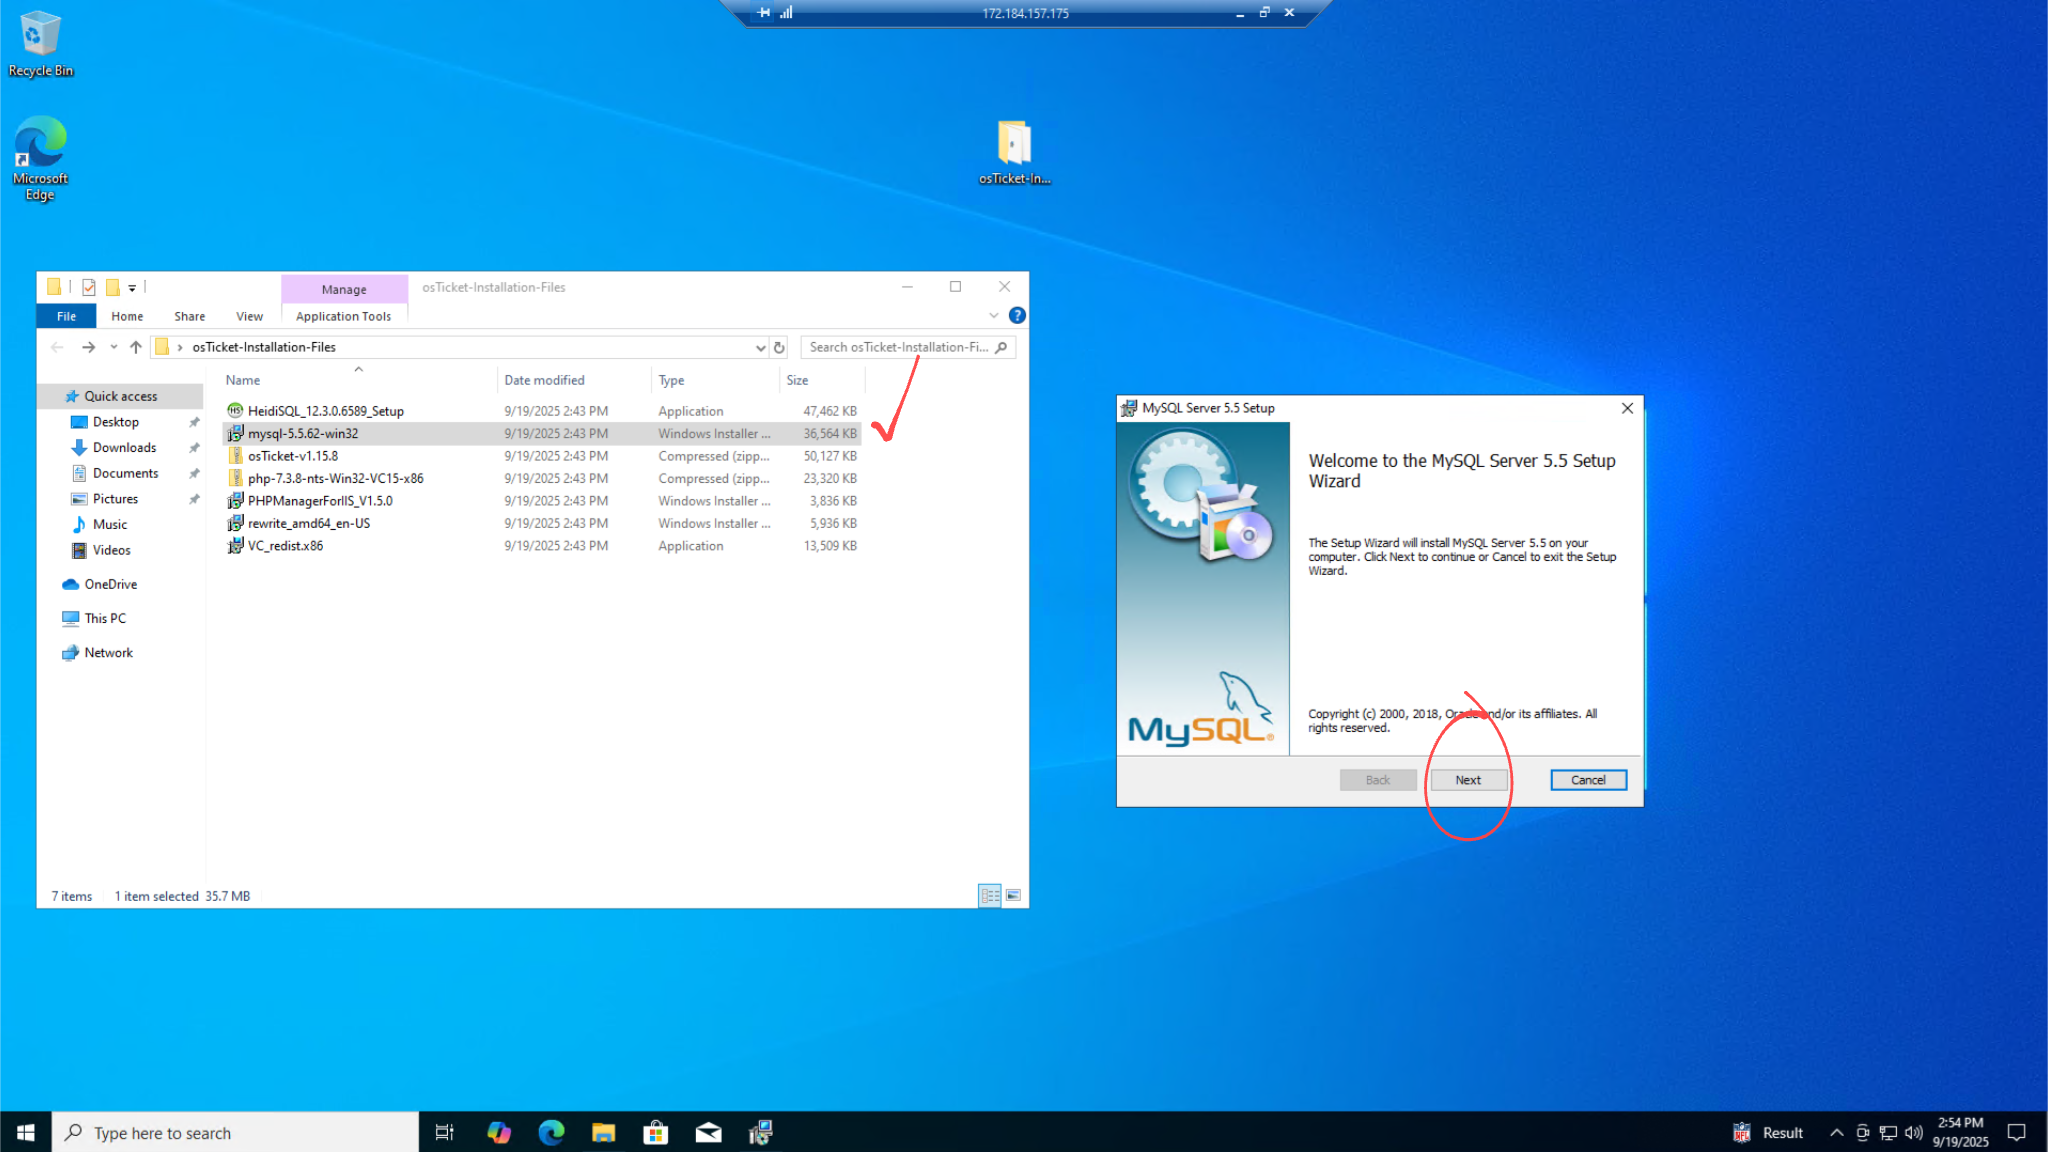 172.184.157.175
Recycle Bin
Microsoft
Edge
osTicket-In...
Manage
osTicket-Installation-Files
File
Home
Share
View
Application Tools
osTicket-Installation-Files
Search osTicket-Installation-Fi...
Name
Date modified
Type
Size
Quick access
Desktop
Downloads
Documents
Pictures
Music
Videos
OneDrive
This PC
Network
HeidiSQL_12.3.0.6589_Setup 9/19/2025 2:43 PM Application 47,462 KB
mysql-5.5.62-win32 9/19/2025 2:43 PM Windows Installer ... 36,564 KB
osTicket-v1.15.8 9/19/2025 2:43 PM Compressed (zipp... 50,127 KB
php-7.3.8-nts-Win32-VC15-x86 9/19/2025 2:43 PM Compressed (zipp... 23,320 KB
PHPManagerForIIS_V1.5.0 9/19/2025 2:43 PM Windows Installer ... 3,836 KB
rewrite_amd64_en-US 9/19/2025 2:43 PM Windows Installer ... 5,936 KB
VC_redist.x86 9/19/2025 2:43 PM Application 13,509 KB
7 items 1 item selected 35.7 MB
MySQL Server 5.5 Setup
Welcome to the MySQL Server 5.5 Setup
Wizard
The Setup Wizard will install MySQL Server 5.5 on your
computer. Click Next to continue or Cancel to exit the Setup
Wizard.
Copyright (c) 2000, 2018, Oracle and/or its affiliates. All
rights reserved.
MySQL®
Back
Next
Cancel
Type here to search
Result
2:54 PM
9/19/2025